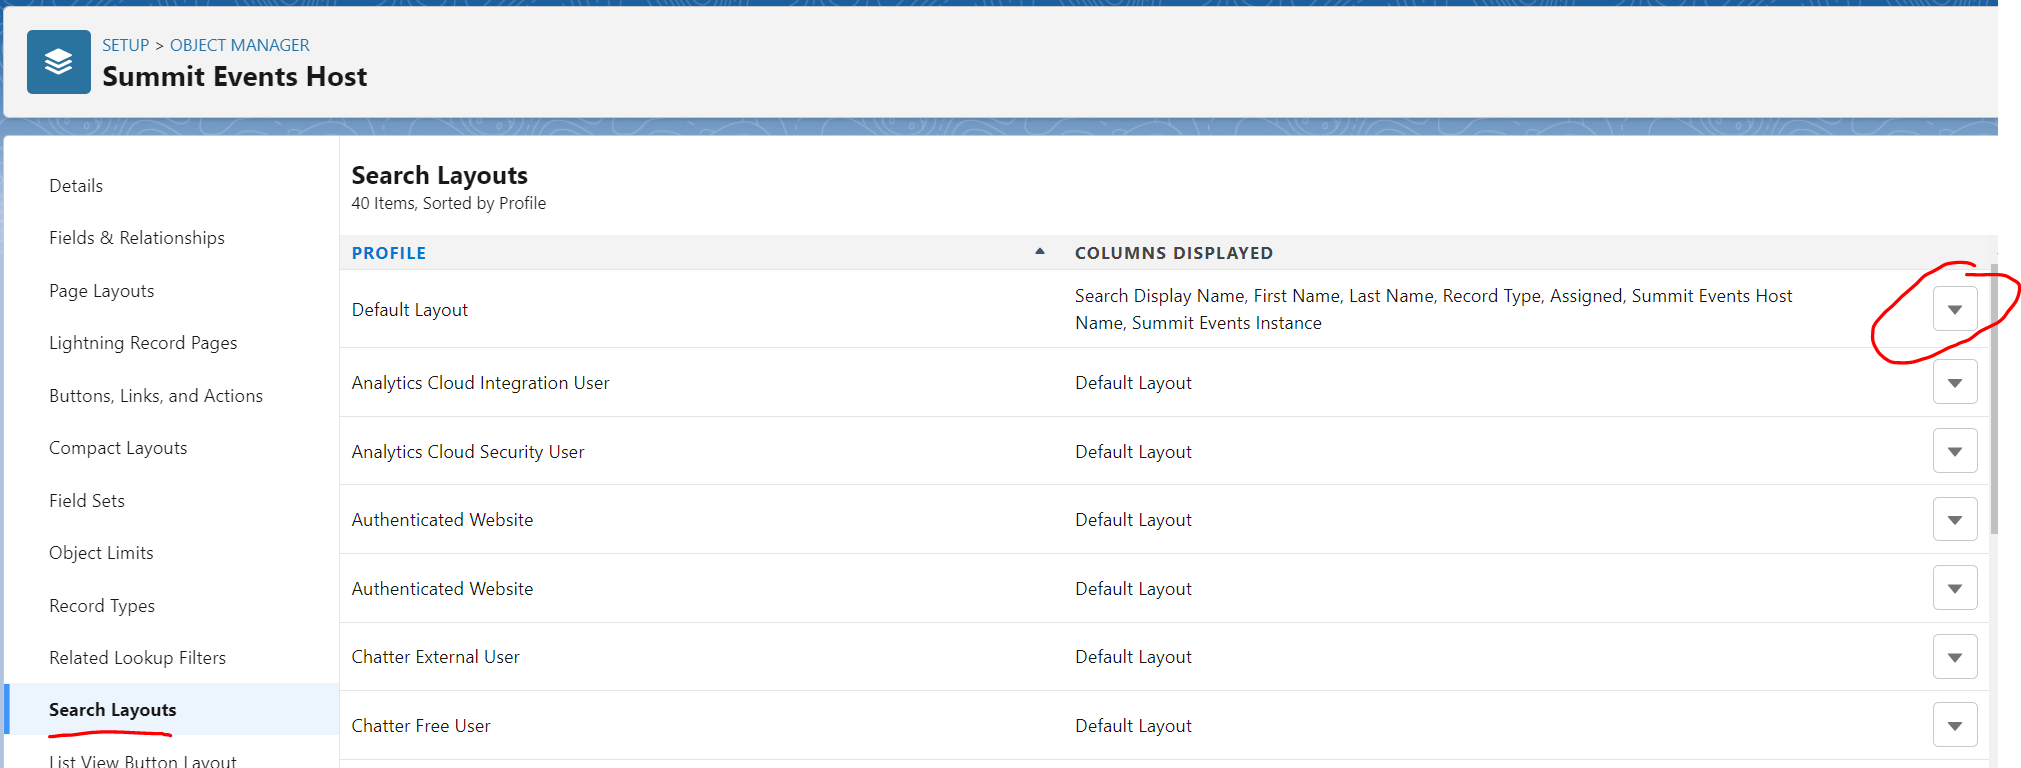 SETUP > OBJECT MANAGER
Summit Events Host
Details
Fields & Relationships
Page Layouts
Lightning Record Pages
Buttons, Links, and Actions
Compact Layouts
Field Sets
Object Limits
Record Types
Related Lookup Filters
Search Layouts
List View Button Layout
Search Layouts
40 Items, Sorted by Profile
PROFILE COLUMNS DISPLAYED
Default Layout Search Display Name, First Name, Last Name, Record Type, Assigned, Summit Events Host
Name, Summit Events Instance
Analytics Cloud Integration User Default Layout
Analytics Cloud Security User Default Layout
Authenticated Website Default Layout
Authenticated Website Default Layout
Chatter External User Default Layout
Chatter Free User Default Layout